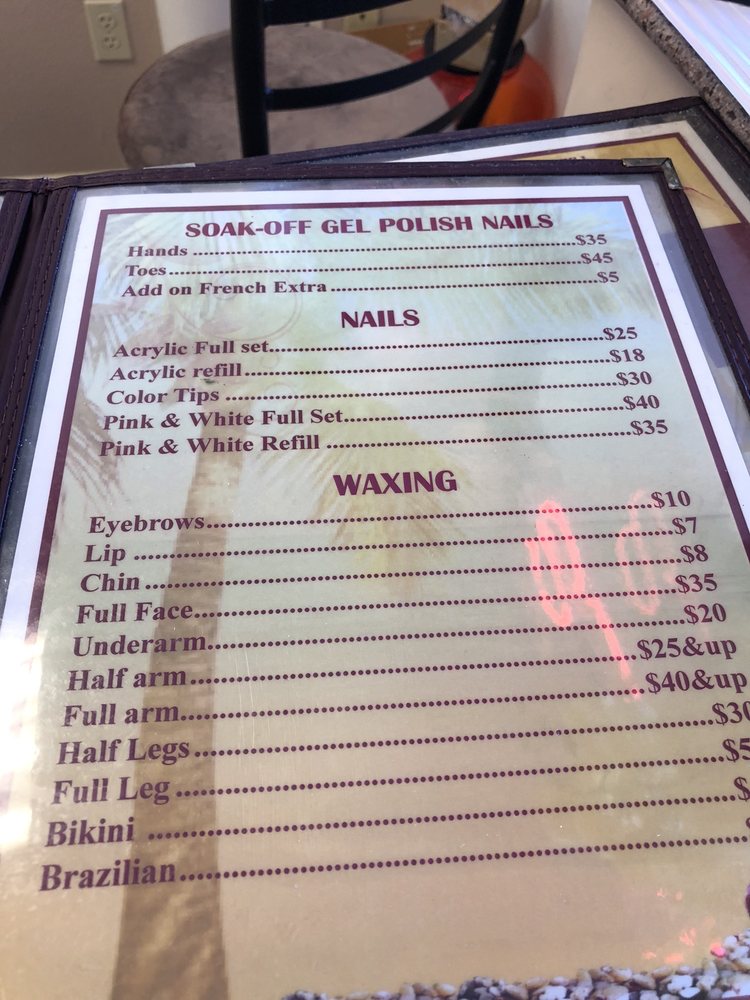 SOAK-OFF GEL POLISH NAILS
Hands ........ $35
Toes ........ $45
Add on French Extra ........ $5
NAILS
Acrylic Full set ........ $25
Acrylic refill ........ $18
Color Tips ........ $30
Pink & White Full Set ........ $40
Pink & White Refill ........ $35
WAXING
Eyebrows ........ $10
Lip ........ $7
Chin ........ $8
Full Face ........ $35
Underarm ........ $20
Half arm ........ $25&up
Full arm ........ $40&up
Half Legs ........ $30
Full Leg ........ $5
Bikini ........ $
Brazilian ........